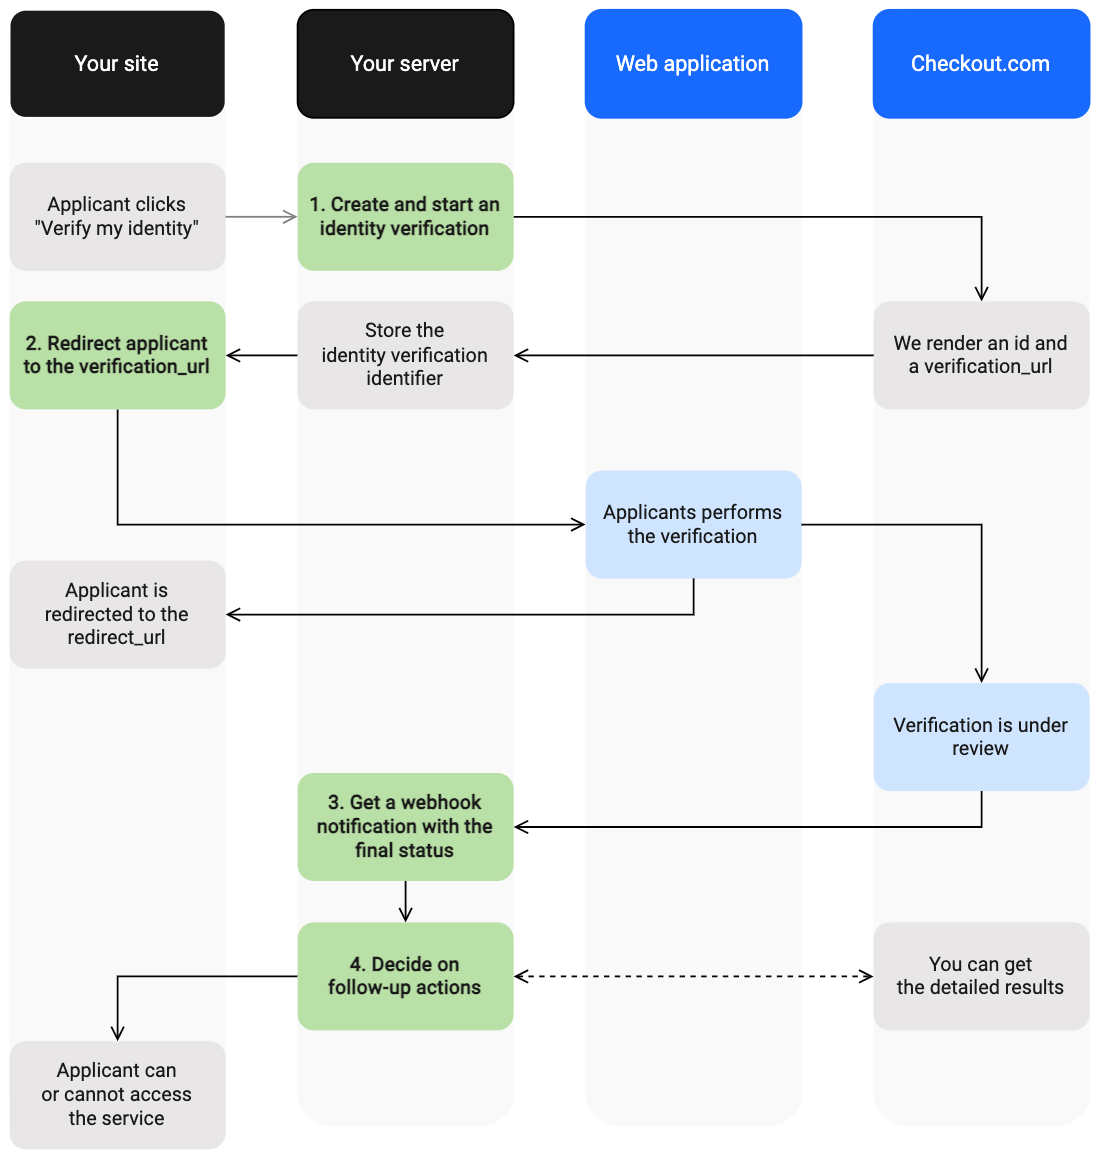 Your site
Your server
Web application
Checkout.com
Applicant clicks
"Verify my identity"
1. Create and start an
identity verification
2. Redirect applicant
to the verification_url
Store the
identity verification
identifier
We render an id and
a verification_url
Applicants performs
the verification
Applicant is
redirected to the
redirect_url
Verification is under
review
3. Get a webhook
notification with the
final status
4. Decide on
follow-up actions
You can get
the detailed results
Applicant can
or cannot access
the service